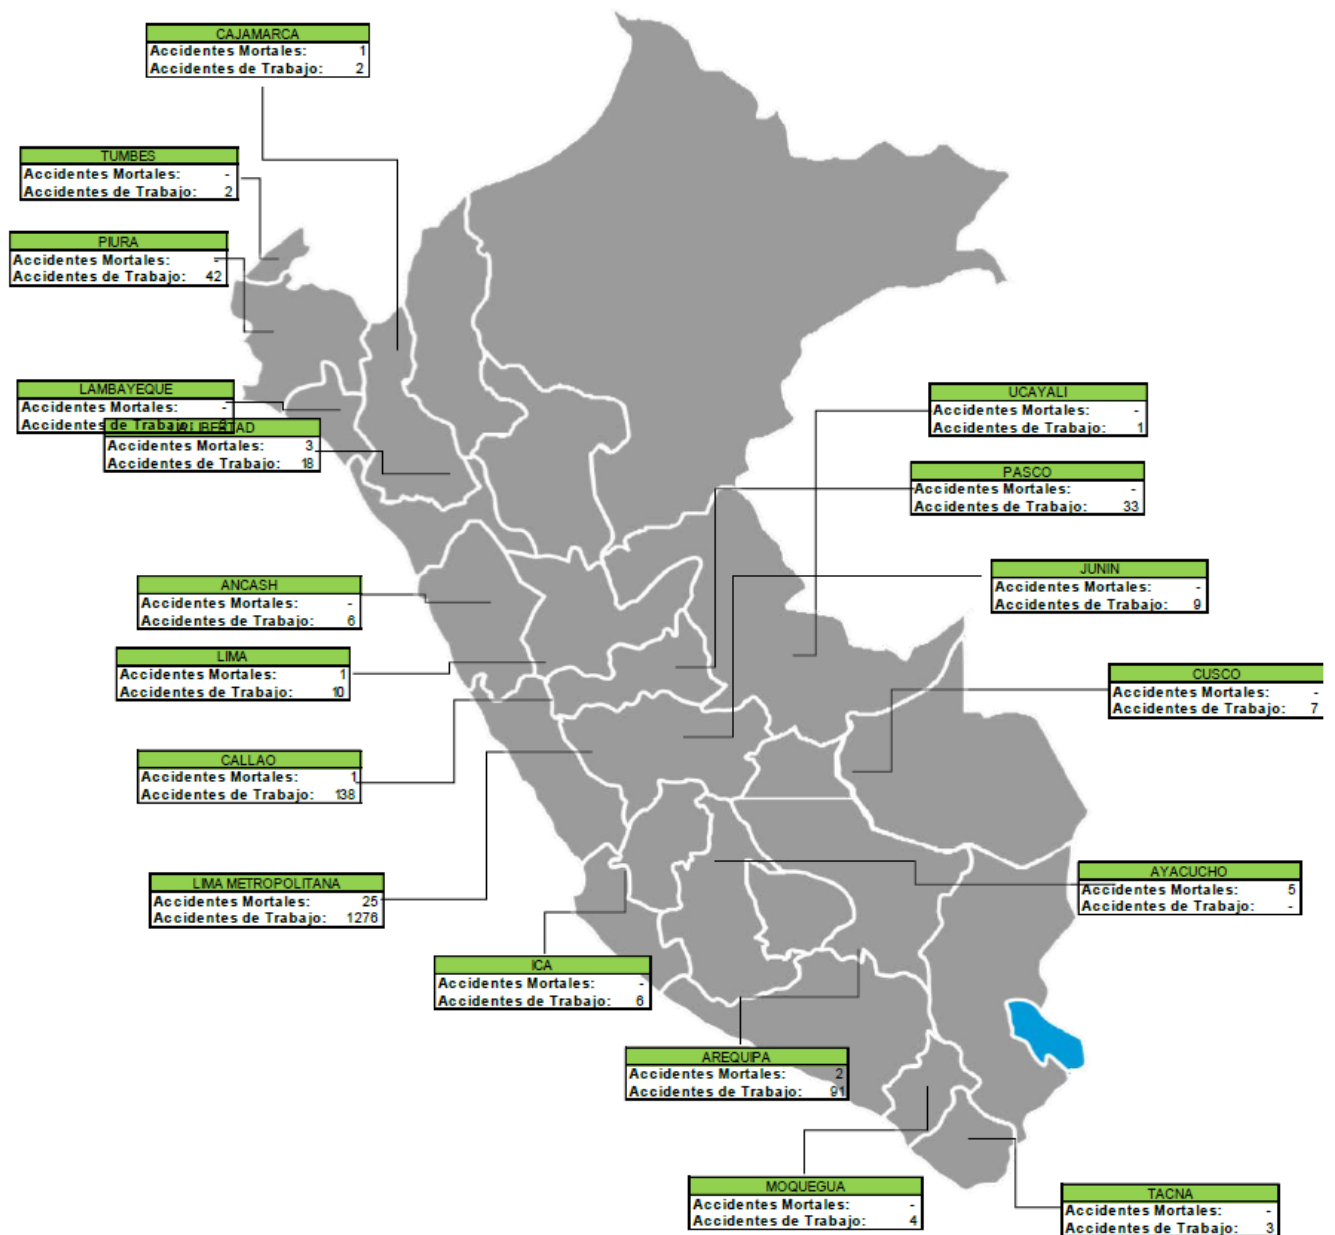 CAJAMARCA
Accidentes Mortales: 1
Accidentes de Trabajo: 2
TUMBES
Accidentes Mortales: -
Accidentes de Trabajo: 2
PIURA
Accidentes Mortales: -
Accidentes de Trabajo: 42
LAMBAYEQUE
Accidentes Mortales: -
Accidentes de Trabajo:
LA LIBERTAD
Accidentes Mortales: 3
Accidentes de Trabajo: 18
UCAYALI
Accidentes Mortales: -
Accidentes de Trabajo: 1
PASCO
Accidentes Mortales: -
Accidentes de Trabajo: 33
JUNIN
Accidentes Mortales: -
Accidentes de Trabajo: 9
ANCASH
Accidentes Mortales: -
Accidentes de Trabajo: 6
LIMA
Accidentes Mortales: 1
Accidentes de Trabajo: 10
CUSCO
Accidentes Mortales: -
Accidentes de Trabajo: 7
CALLAO
Accidentes Mortales: 1
Accidentes de Trabajo: 138
LIMA METROPOLITANA
Accidentes Mortales: 25
Accidentes de Trabajo: 1276
AYACUCHO
Accidentes Mortales: 5
Accidentes de Trabajo: -
ICA
Accidentes Mortales: -
Accidentes de Trabajo: 6
AREQUIPA
Accidentes Mortales: 2
Accidentes de Trabajo: 91
MOQUEGUA
Accidentes Mortales: -
Accidentes de Trabajo: 4
TACNA
Accidentes Mortales: -
Accidentes de Trabajo: 3